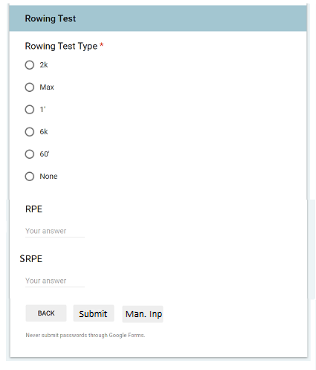 Rowing Test
Rowing Test Type *
2k
Max
1'
6k
60'
None
RPE
Your answer
SRPE
Your answer
BACK Submit Man. Inp
Never submit passwords through Google Forms.